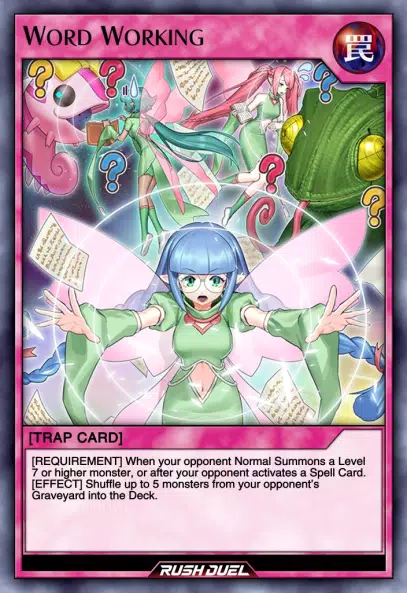 Word Working
罠
[TRAP CARD]
[REQUIREMENT] When your opponent Normal Summons a Level
7 or higher monster, or after your opponent activates a Spell Card.
[EFFECT] Shuffle up to 5 monsters from your opponent's
Graveyard into the Deck.
RUSH DUEL